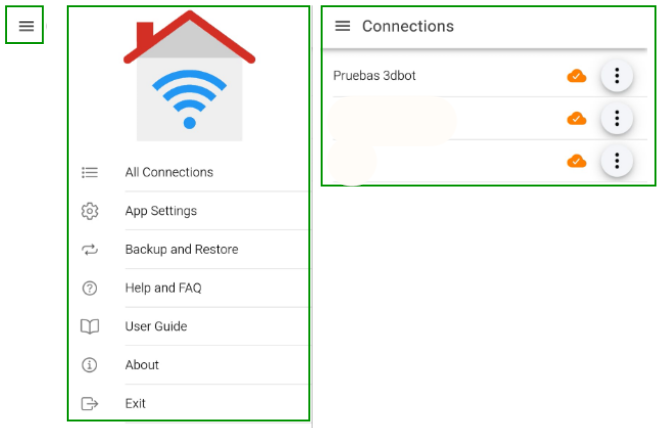 All Connections
App Settings
Backup and Restore
Help and FAQ
User Guide
About
Exit
Connections
Pruebas 3dbot